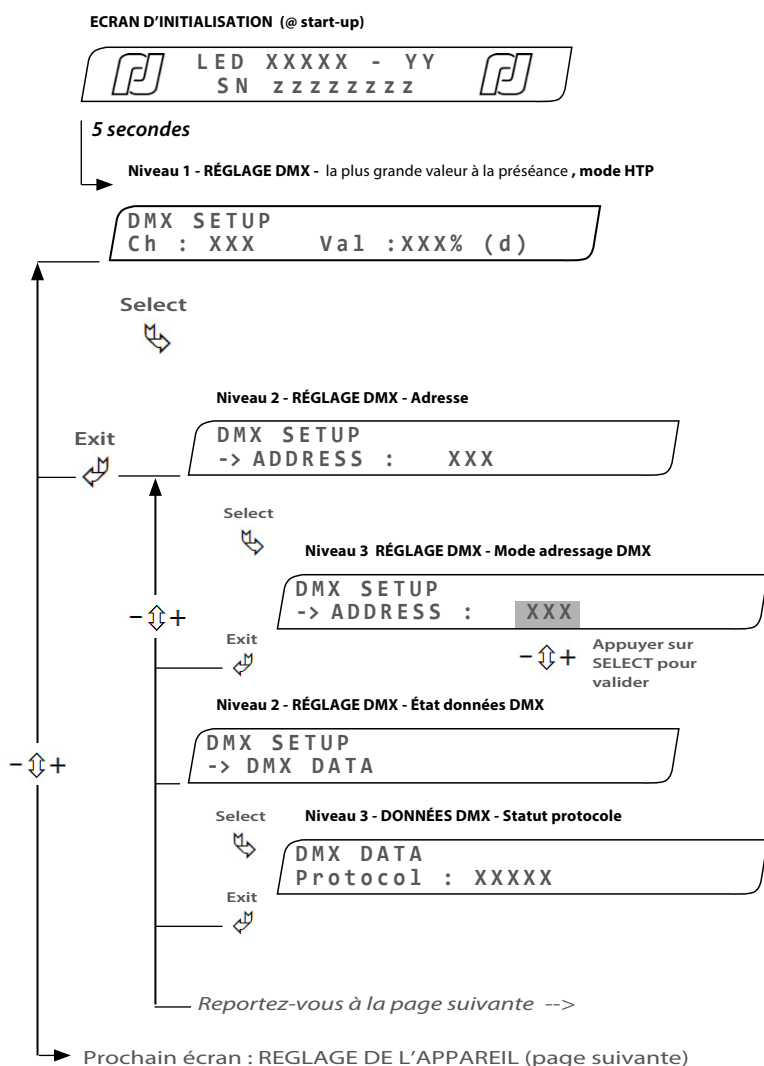 ECRAN D'INITIALISATION (@ start-up)
LED XXXXX - YY
SN zzzzzzzz
5 secondes
Niveau 1 - RÉGLAGE DMX - la plus grande valeur à la préséance , mode HTP
DMX SETUP
Ch : XXX Val :XXX% (d)
Select
Niveau 2 - RÉGLAGE DMX - Adresse
Exit
DMX SETUP
-> ADDRESS : XXX
Select
Niveau 3 RÉGLAGE DMX - Mode adressage DMX
DMX SETUP
-> ADDRESS : XXX
- +
Exit
- +
Appuyer sur
SELECT pour
valider
Niveau 2 - RÉGLAGE DMX - État données DMX
DMX SETUP
-> DMX DATA
- +
Select
Niveau 3 - DONNÉES DMX - Statut protocole
DMX DATA
Protocol : XXXXX
Exit
Reportez-vous à la page suivante -->
Prochain écran : REGLAGE DE L'APPAREIL (page suivante)